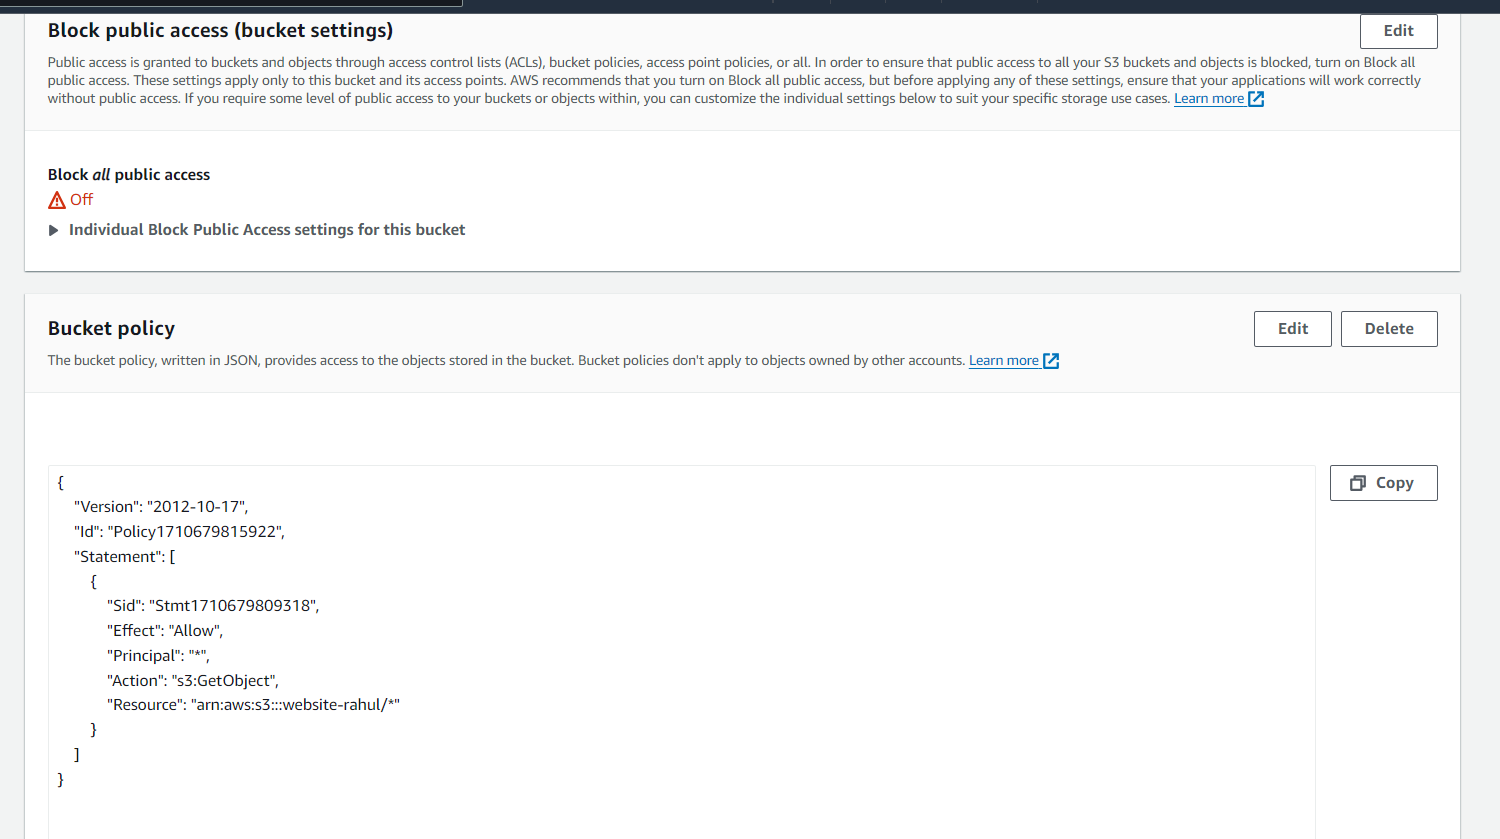 Block public access (bucket settings)
Edit
Public access is granted to buckets and objects through access control lists (ACLs), bucket policies, access point policies, or all. In order to ensure that public access to all your S3 buckets and objects is blocked, turn on Block all
public access. These settings apply only to this bucket and its access points. AWS recommends that you turn on Block all public access, but before applying any of these settings, ensure that your applications will work correctly
without public access. If you require some level of public access to your buckets or objects within, you can customize the individual settings below to suit your specific storage use cases. Learn more
Block all public access
Off
Individual Block Public Access settings for this bucket
Bucket policy
Edit
Delete
The bucket policy, written in JSON, provides access to the objects stored in the bucket. Bucket policies don't apply to objects owned by other accounts. Learn more
Copy
{
"Version": "2012-10-17",
"Id": "Policy1710679815922",
"Statement": [
{
"Sid": "Stmt1710679809318",
"Effect": "Allow",
"Principal": "*",
"Action": "s3:GetObject",
"Resource": "arn:aws:s3:::website-rahul/*"
}
]
}